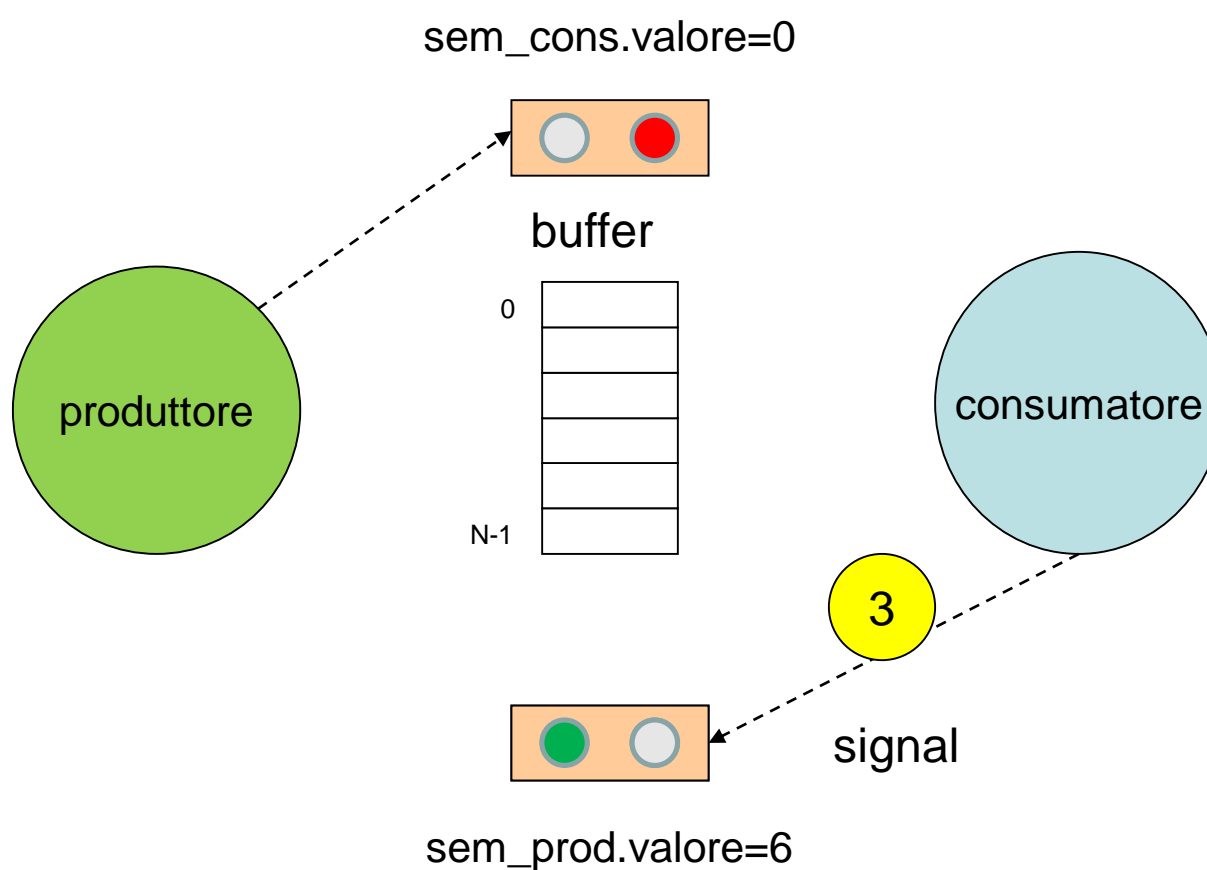 sem_cons.valore=0
buffer
0
produttore
consumatore
N-1
3
signal
sem_prod.valore=6